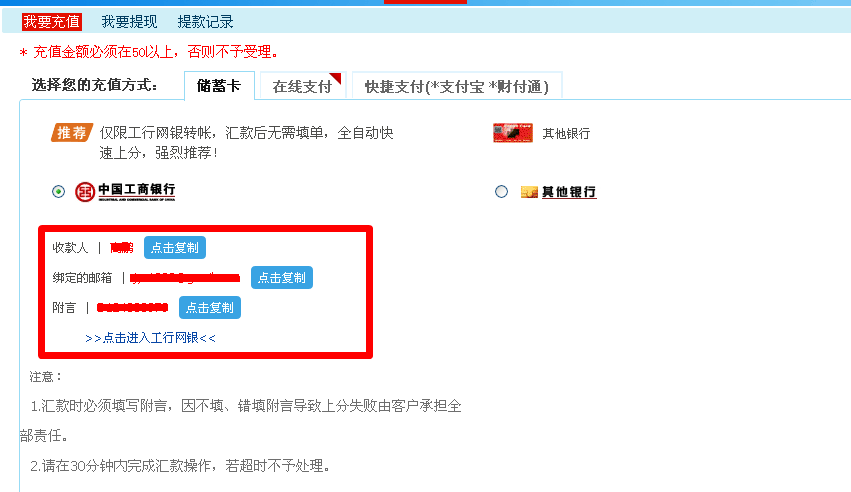 我要充值 我要提现 提款记录
* 充值金额必须在50以上，否则不予受理。
选择您的充值方式： 储蓄卡 在线支付 快捷支付(*支付宝 *财付通)
推荐 仅限工行网银转帐，汇款后无需填单，全自动快
速上分，强烈推荐！
其他银行
中国工商银行
INDUSTRIAL AND COMMERCIAL BANK OF CHINA
其他银行
收款人 | 点击复制
绑定的邮箱 | 点击复制
附言 | 点击复制
>>点击进入工行网银<<
注意：
1.汇款时必须填写附言，因不填、错填附言导致上分失败由客户承担全
部责任。
2.请在30分钟内完成汇款操作，若超时不予处理。